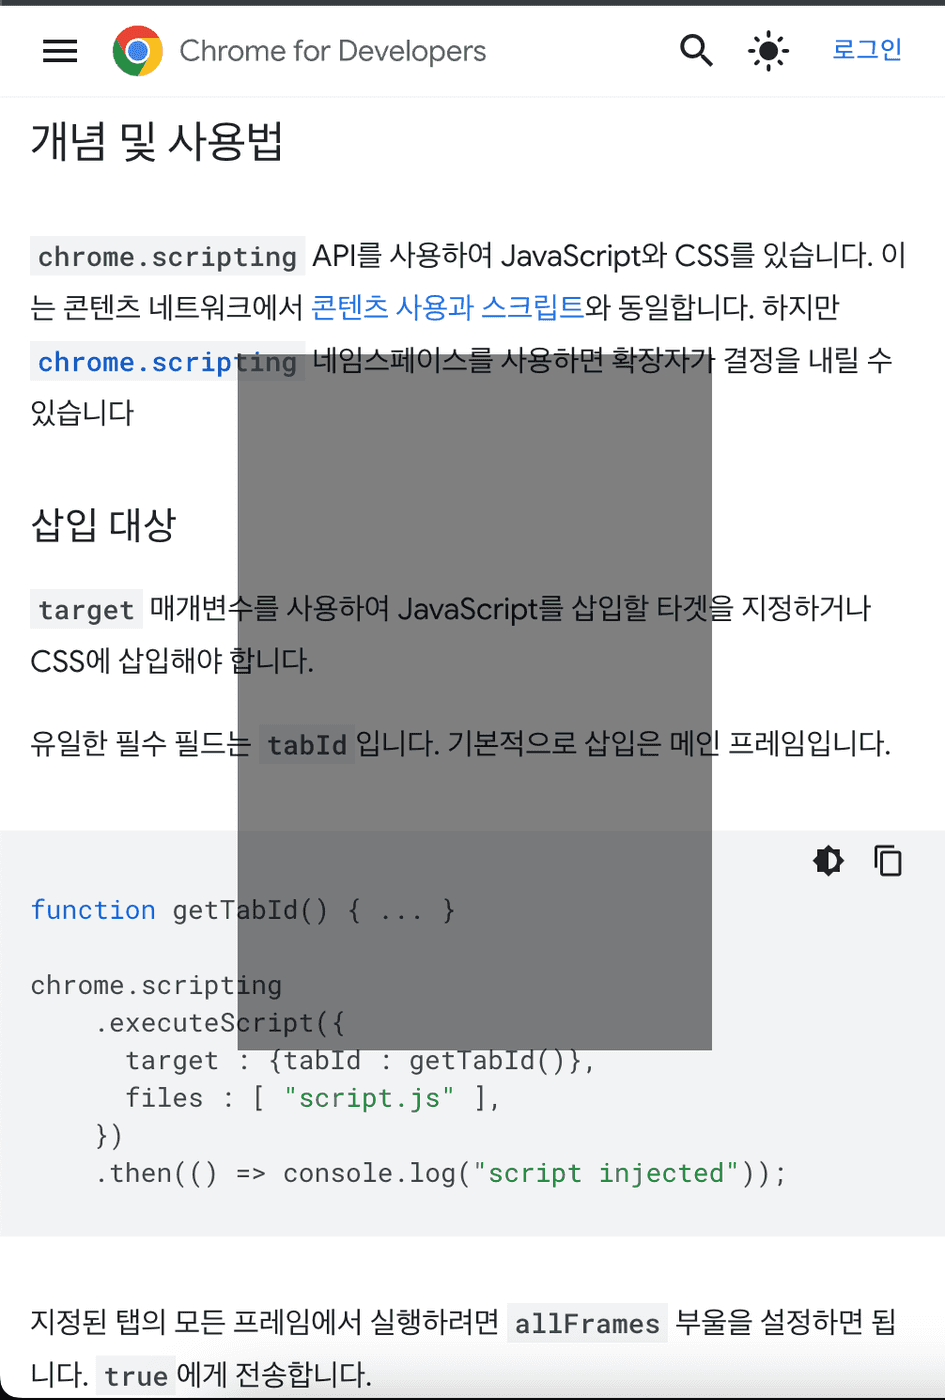 Chrome for Developers 로그인
개념 및 사용법
chrome.scripting API를 사용하여 JavaScript와 CSS를 있습니다. 이
는 콘텐츠 네트워크에서 콘텐츠 사용과 스크립트와 동일합니다. 하지만
chrome.scripting 네임스페이스를 사용하면 확장자가 결정을 내릴 수
있습니다
삽입 대상
target 매개변수를 사용하여 JavaScript를 삽입할 타겟을 지정하거나
CSS에 삽입해야 합니다.
유일한 필수 필드는 tabId입니다. 기본적으로 삽입은 메인 프레임입니다.
function getTabId() { ... }
chrome.scripting
.executeScript({
target : {tabId : getTabId()},
files : [ "script.js" ],
})
.then(() => console.log("script injected"));
지정된 탭의 모든 프레임에서 실행하려면 allFrames 부울을 설정하면 됩
니다. true에게 전송합니다.